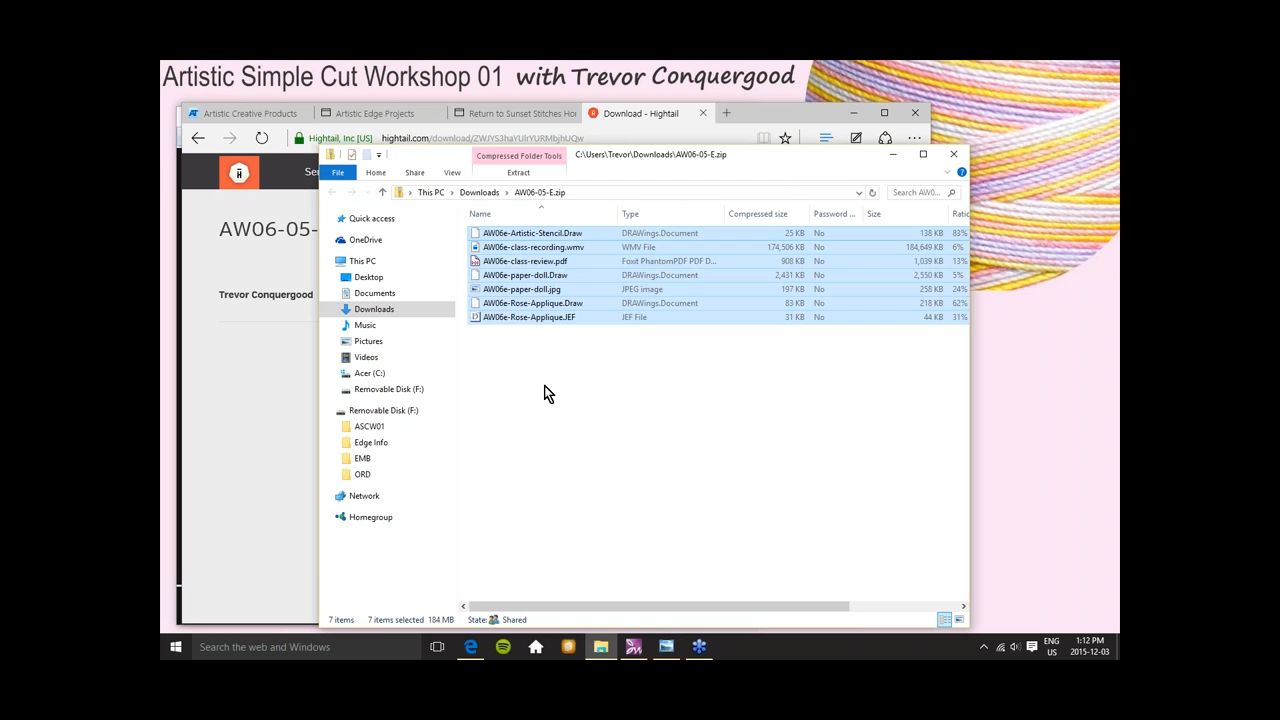 Artistic Simple Cut Workshop 01 with Trevor Conquergood
Artistic Creative Products
Artistic Edge Project
Return to Sunset Stitches Ho
Download - Hightail
Hightail, Inc [US]
Compressed Folder Tools
C:\Users\Trevor\Downloads\AW06-05-E.zip
File Home Share View Extract
This PC > Downloads > AW06-05-E.zip
Search AW0...
Se
AW06-05-
Trevor Conquergood
Quick access
OneDrive
This PC
Desktop
Documents
Downloads
Music
Pictures
Videos
Acer (C:)
Removable Disk (F:)
Removable Disk (F:)
ASCW01
Edge Info
EMB
ORD
Network
Homegroup
Name Type Compressed size Password ... Size Ratio
AW06e-Artistic-Stencil.Draw DRAWings.Document 25 KB No 138 KB 83%
AW06e-class-recording.wmv WMV File 174,506 KB No 184,649 KB 6%
AW06e-class-review.pdf Foxit PhantomPDF PDF D... 908 KB No 1,039 KB 13%
AW06e-paper-doll.Draw DRAWings.Document 2,431 KB No 2,550 KB 5%
AW06e-paper-doll.jpg JPEG image 197 KB No 258 KB 24%
AW06e-Rose-Applique.Draw DRAWings.Document 83 KB No 218 KB 62%
AW06e-Rose-Applique.JEF JEF File 31 KB No 44 KB 31%
7 items 7 items selected 184 MB State: Shared
Search the web and Windows
ENG
US
1:12 PM
2015-12-03